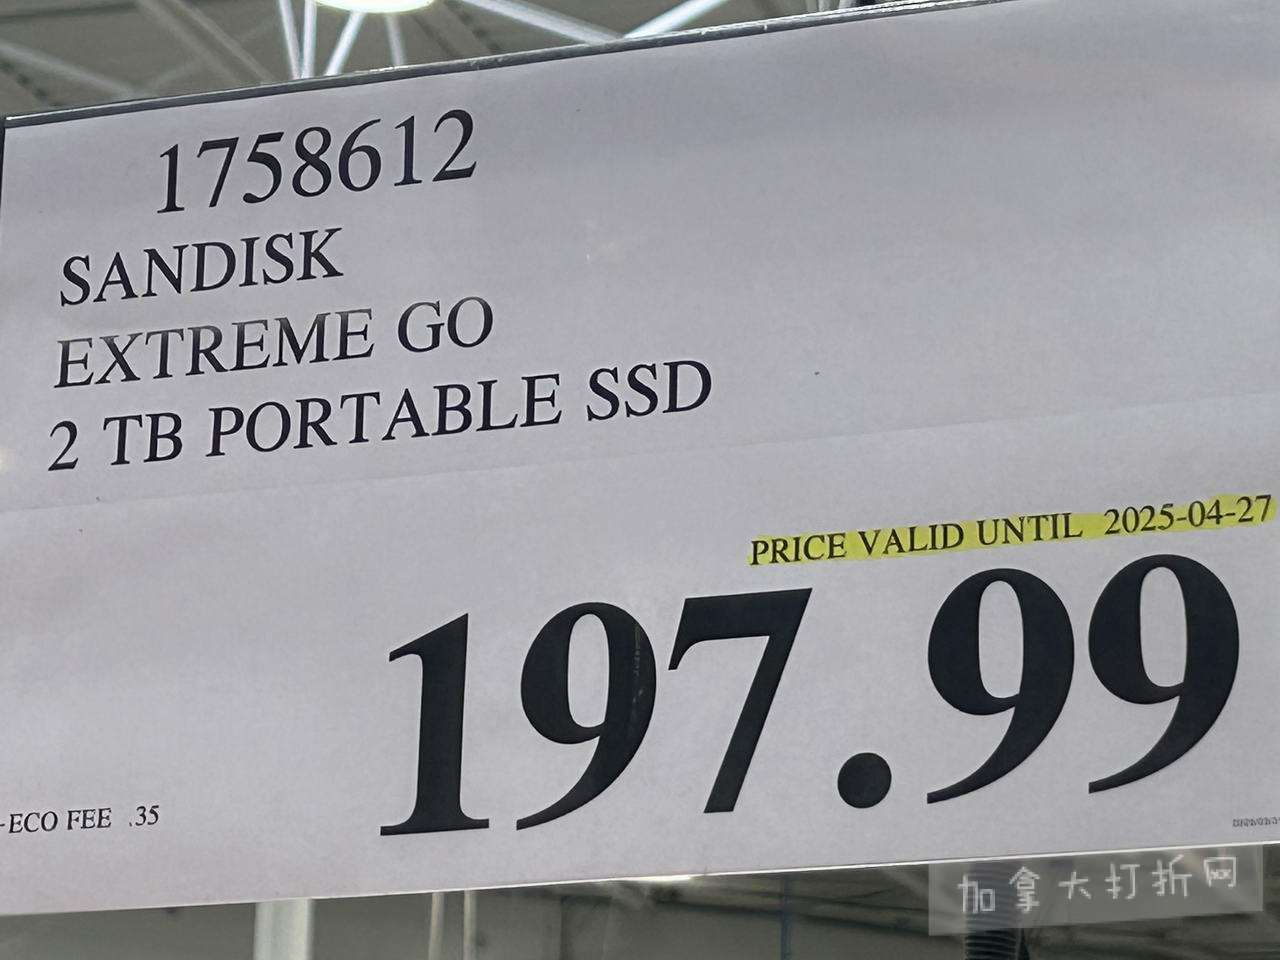 1758612
SANDISK
EXTREME GO
2 TB PORTABLE SSD
PRICE VALID UNTIL 2025-04-27
197.99
-ECO FEE .35
加拿大打折网